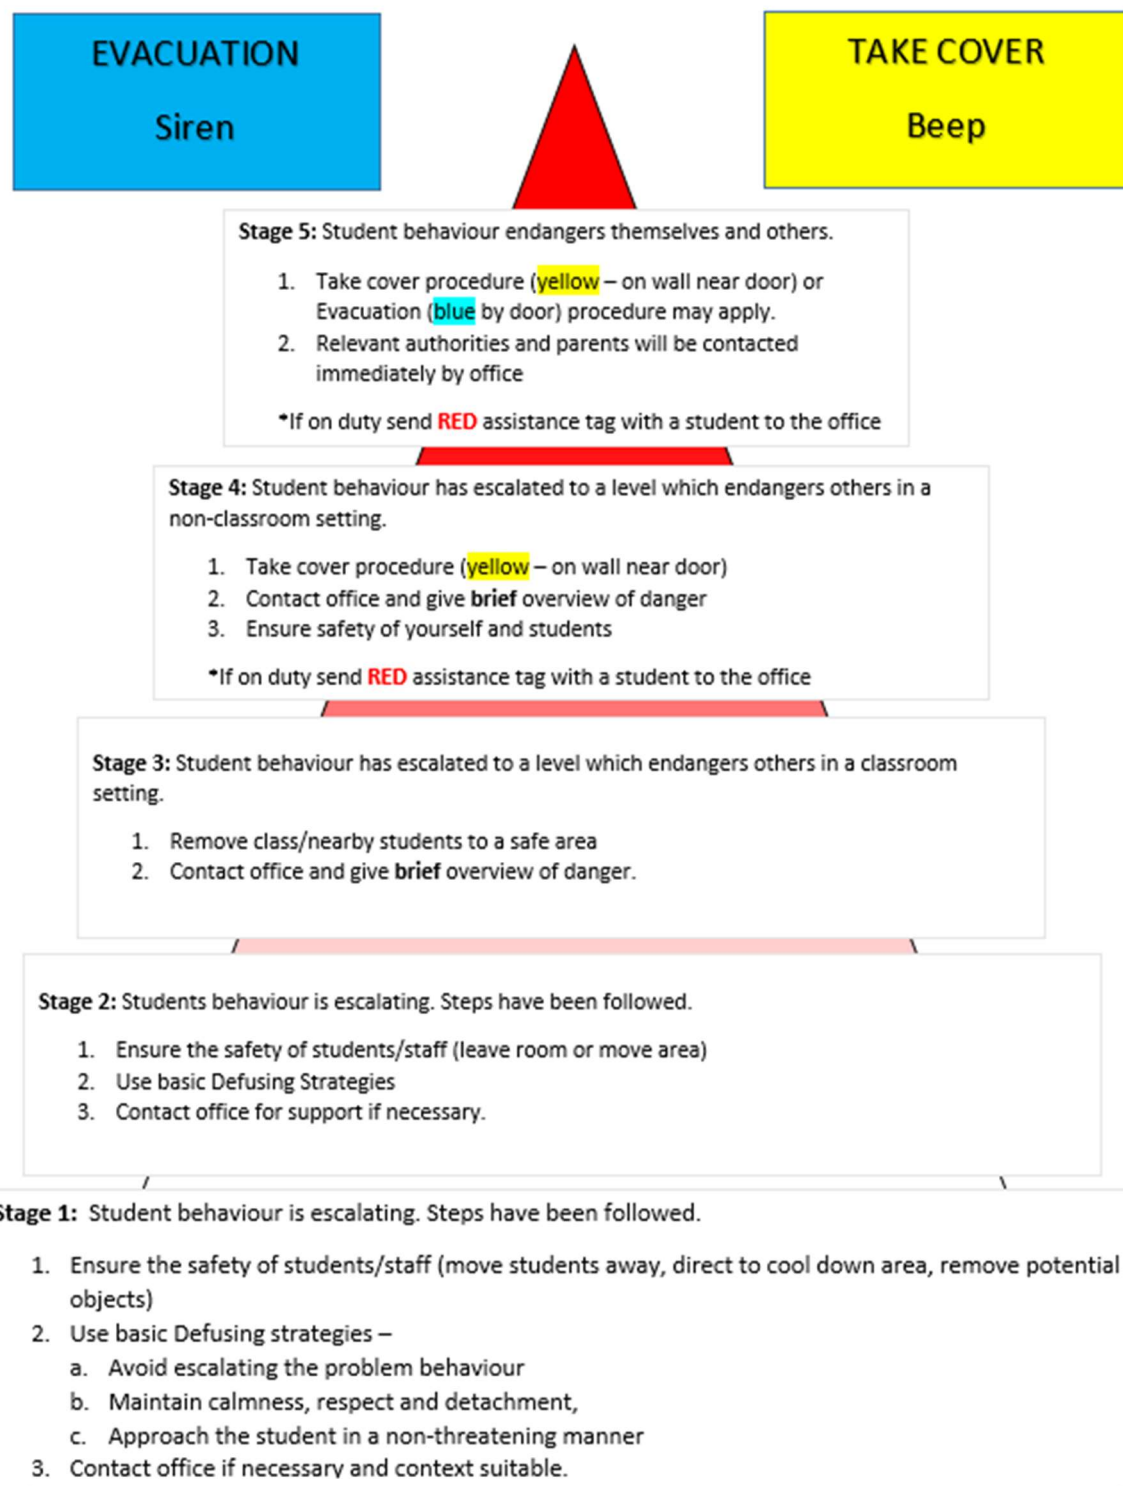 EVACUATION
Siren
TAKE COVER
Beep
Stage 5: Student behaviour endangers themselves and others.
1. Take cover procedure (yellow – on wall near door) or
Evacuation (blue by door) procedure may apply.
2. Relevant authorities and parents will be contacted
immediately by office
*If on duty send RED assistance tag with a student to the office
Stage 4: Student behaviour has escalated to a level which endangers others in a
non-classroom setting.
1. Take cover procedure (yellow – on wall near door)
2. Contact office and give brief overview of danger
3. Ensure safety of yourself and students
*If on duty send RED assistance tag with a student to the office
Stage 3: Student behaviour has escalated to a level which endangers others in a classroom
setting.
1. Remove class/nearby students to a safe area
2. Contact office and give brief overview of danger.
Stage 2: Students behaviour is escalating. Steps have been followed.
1. Ensure the safety of students/staff (leave room or move area)
2. Use basic Defusing Strategies
3. Contact office for support if necessary.
Stage 1: Student behaviour is escalating. Steps have been followed.
1. Ensure the safety of students/staff (move students away, direct to cool down area, remove potential
objects)
2. Use basic Defusing strategies –
a. Avoid escalating the problem behaviour
b. Maintain calmness, respect and detachment,
c. Approach the student in a non-threatening manner
3. Contact office if necessary and context suitable.